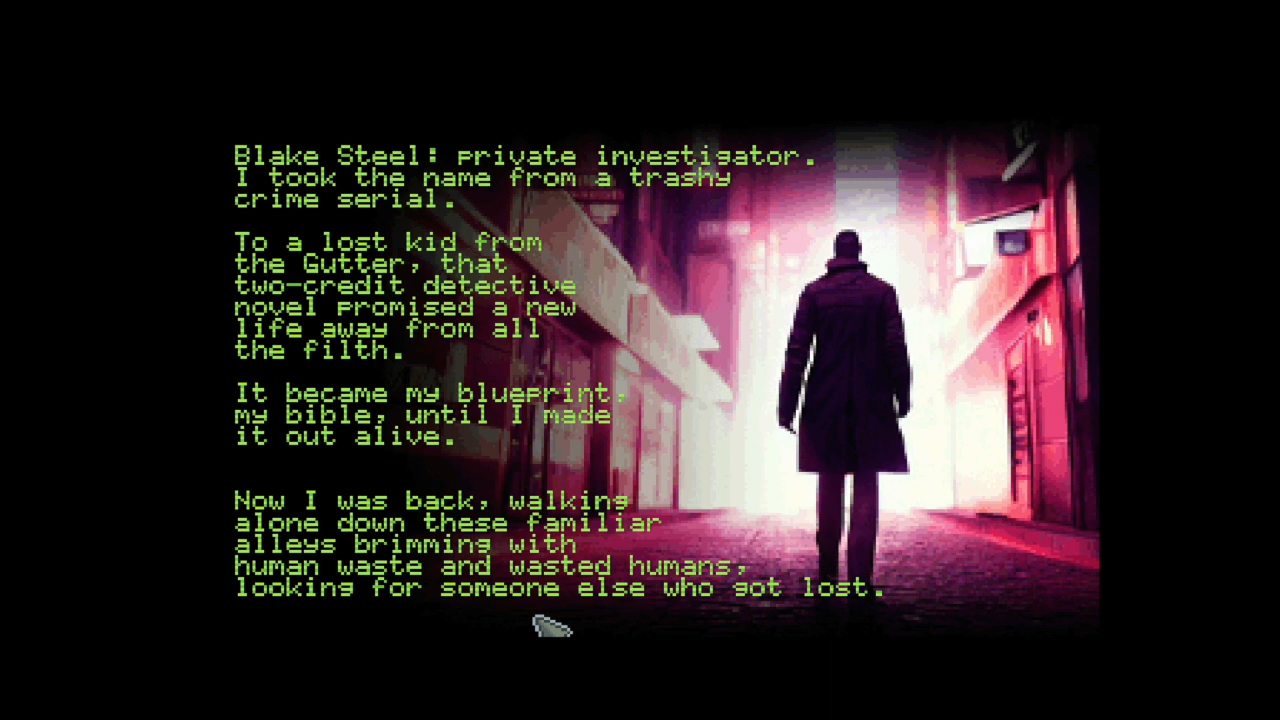 Blake Steel: private investigator.
I took the name from a trashy
crime serial.
To a lost kid from
the Gutter, that
two-credit detective
novel promised a new
life away from all
the filth.
It became my blueprint,
my bible, until I made
it out alive.
Now I was back, walking
alone down these familiar
alleys brimming with
human waste and wasted humans,
looking for someone else who got lost.